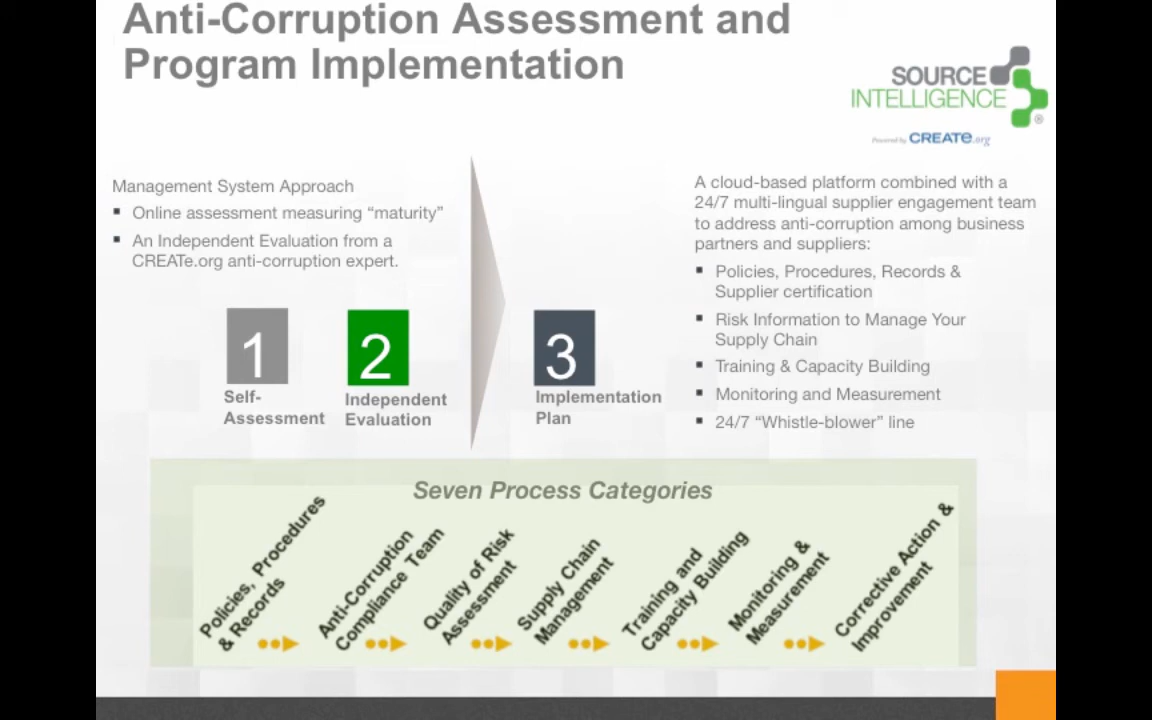 Anti-Corruption Assessment and
Program Implementation
SOURCE
INTELLIGENCE
®
Powered by CREATe.org
Management System Approach
▪ Online assessment measuring “maturity”
▪ An Independent Evaluation from a
CREATe.org anti-corruption expert.
1
Self-
Assessment
2
Independent
Evaluation
3
Implementation
Plan
A cloud-based platform combined with a
24/7 multi-lingual supplier engagement team
to address anti-corruption among business
partners and suppliers:
▪ Policies, Procedures, Records &
Supplier certification
▪ Risk Information to Manage Your
Supply Chain
▪ Training & Capacity Building
▪ Monitoring and Measurement
▪ 24/7 “Whistle-blower” line
Seven Process Categories
Policies, Procedures
& Records
Anti-Corruption
Compliance Team
Quality of Risk
Assessment
Supply Chain
Management
Training and
Capacity Building
Monitoring &
Measurement
Corrective Action &
Improvement